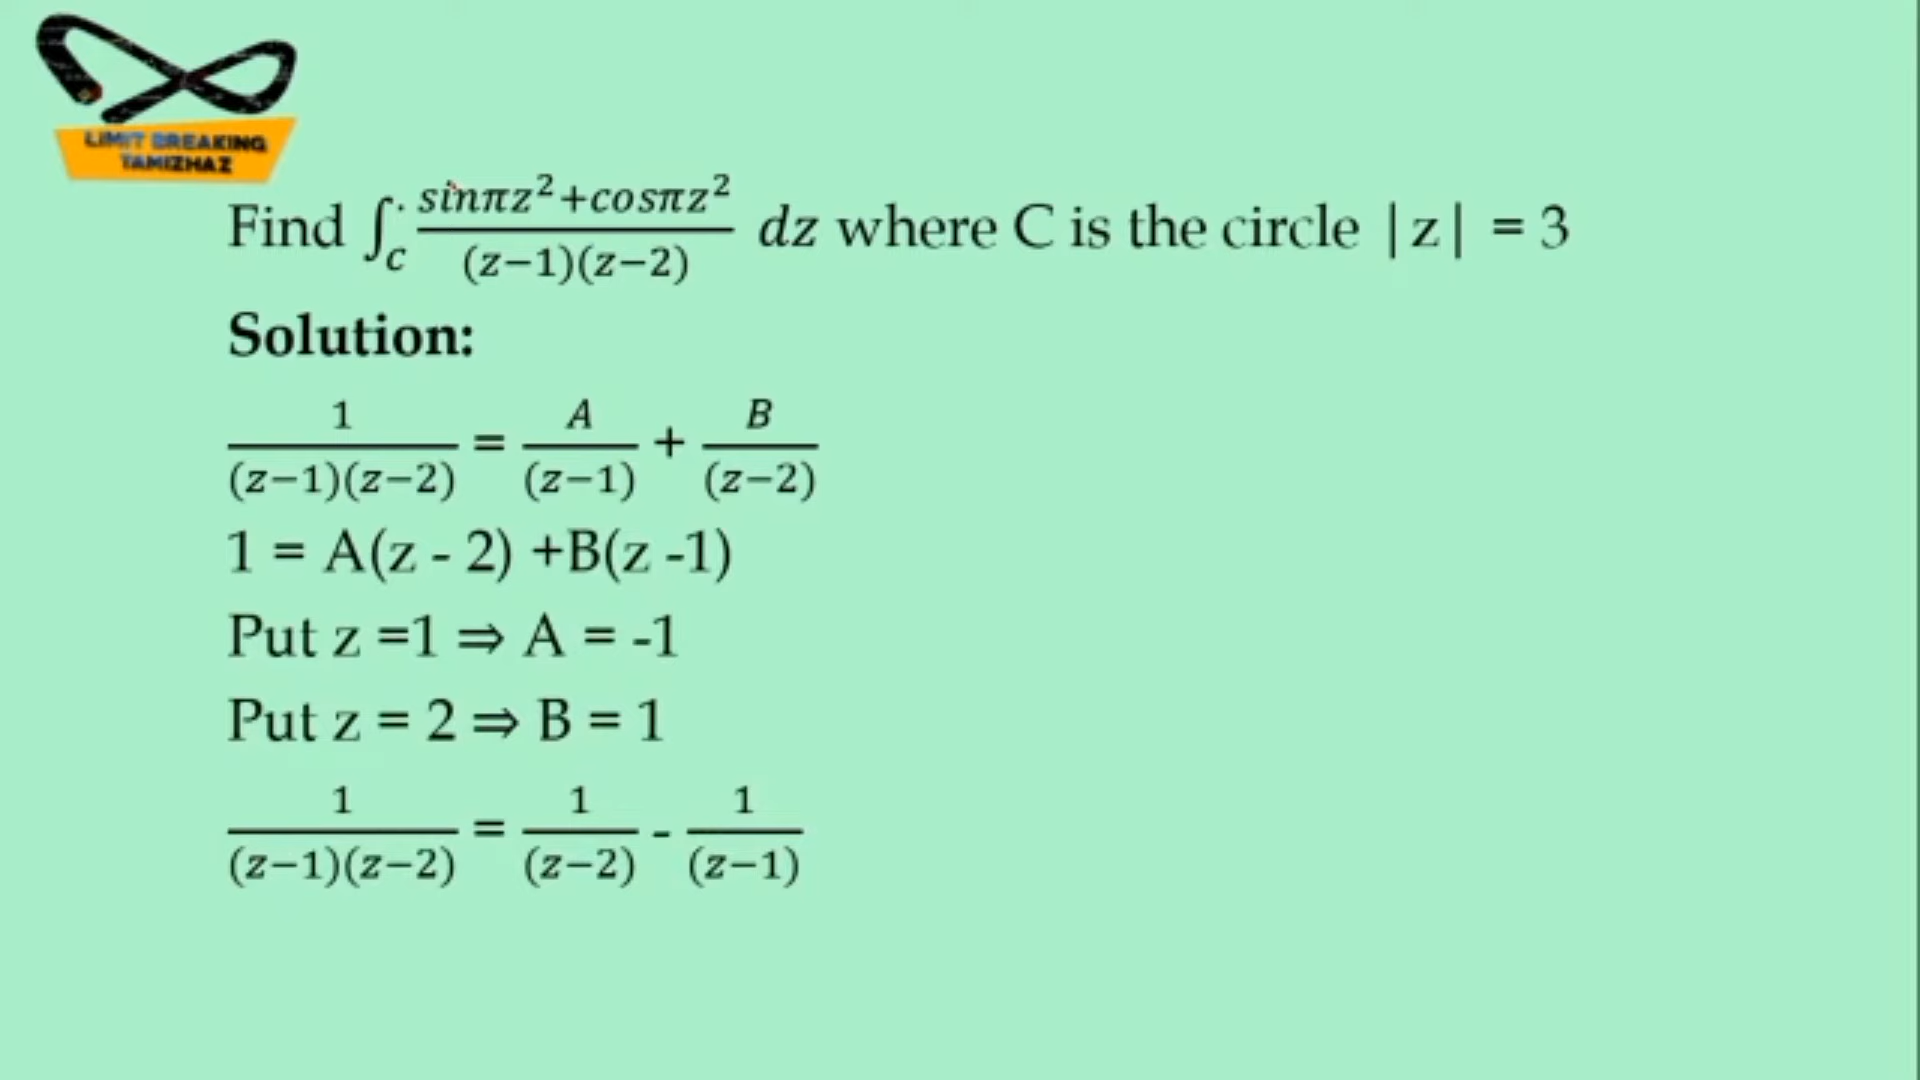 LIMIT BREAKING
TAMIZHAZ
Find ∫_C (sinπz²+cosπz²)/((z−1)(z−2)) dz where C is the circle |z| = 3
Solution:
1/((z−1)(z−2)) = A/(z−1) + B/(z−2)
1 = A(z - 2) +B(z -1)
Put z =1 ⇒ A = -1
Put z = 2 ⇒ B = 1
1/((z−1)(z−2)) = 1/(z−2) - 1/(z−1)